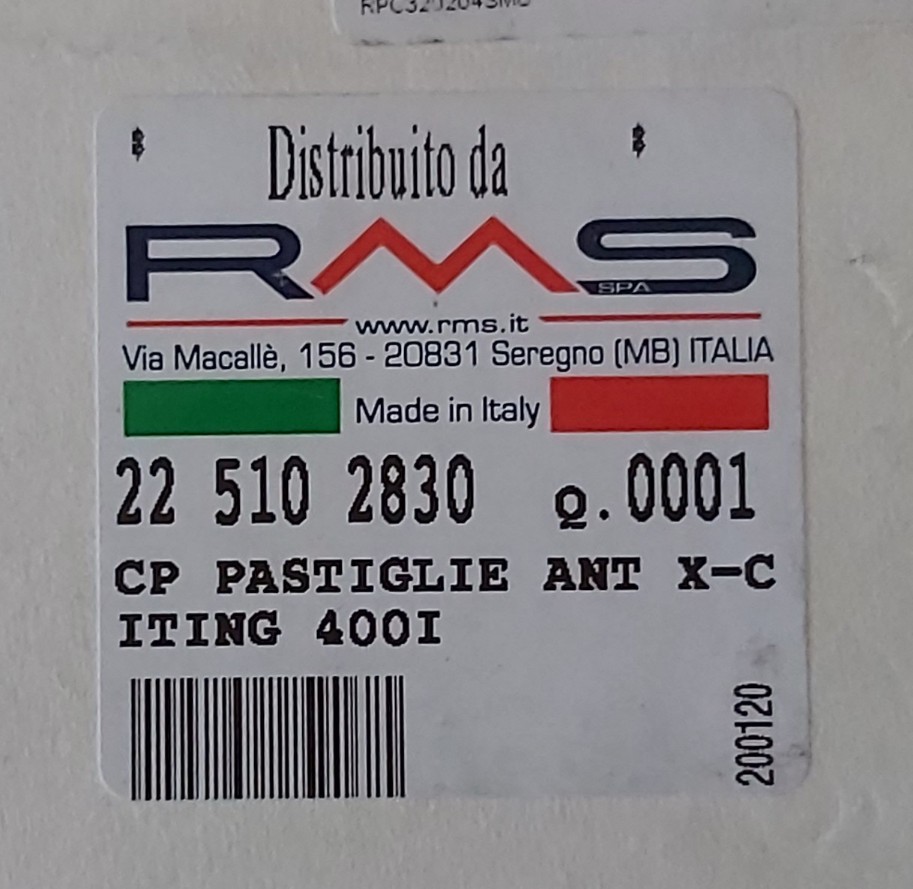 Distribuito da
RMS
SPA
www.rms.it
Via Macallè, 156 - 20831 Seregno (MB) ITALIA
Made in Italy
22 510 2830 Q.0001
CP PASTIGLIE ANT X-C
ITING 400I
200120